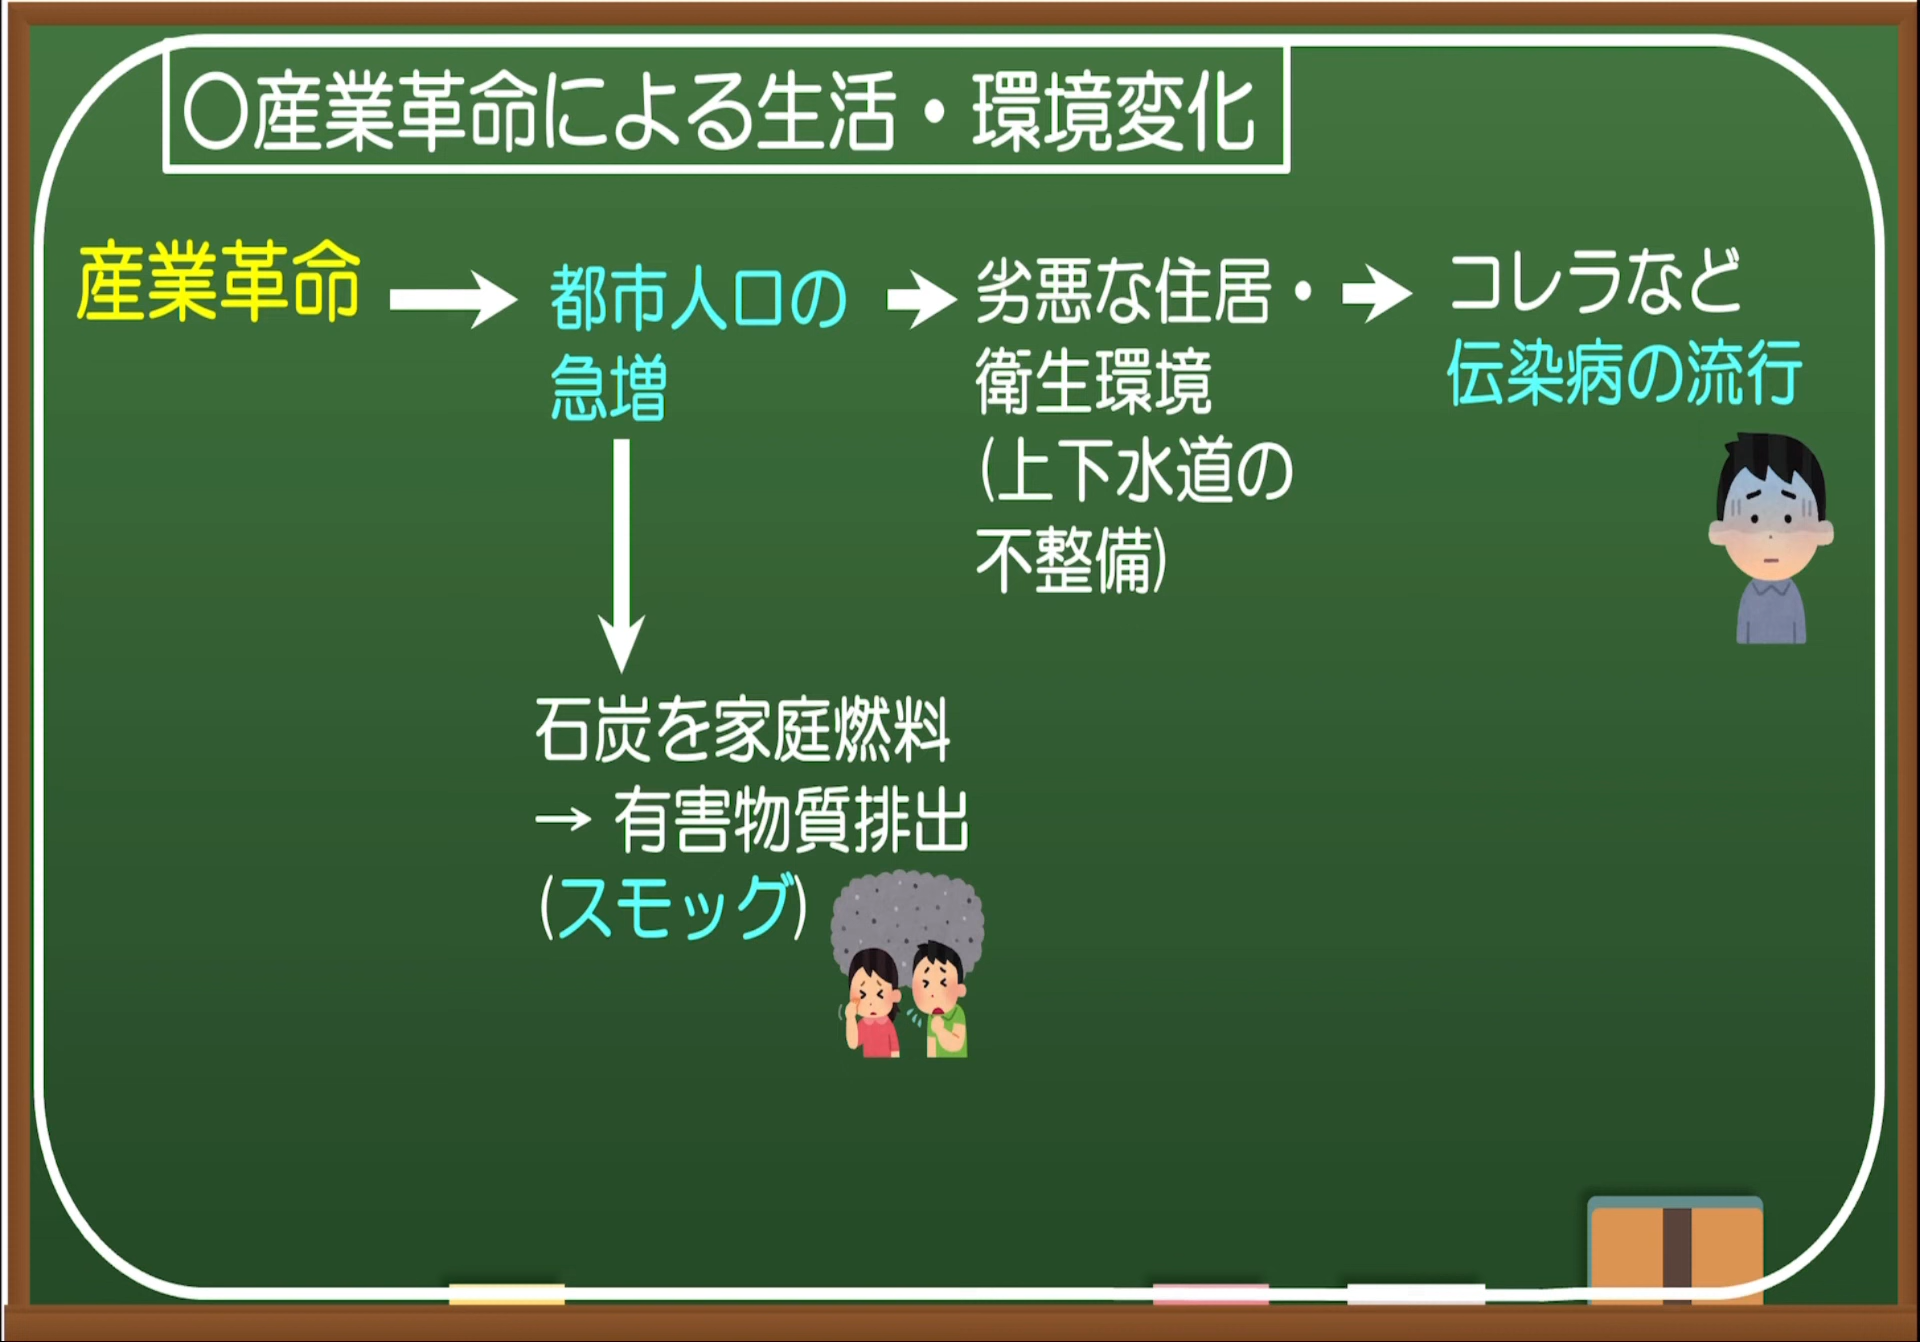 〇産業革命による生活・環境変化
産業革命
都市人口の
急増
劣悪な住居・
衛生環境
(上下水道の
不整備)
コレラなど
伝染病の流行
石炭を家庭燃料
→ 有害物質排出
(スモッグ)